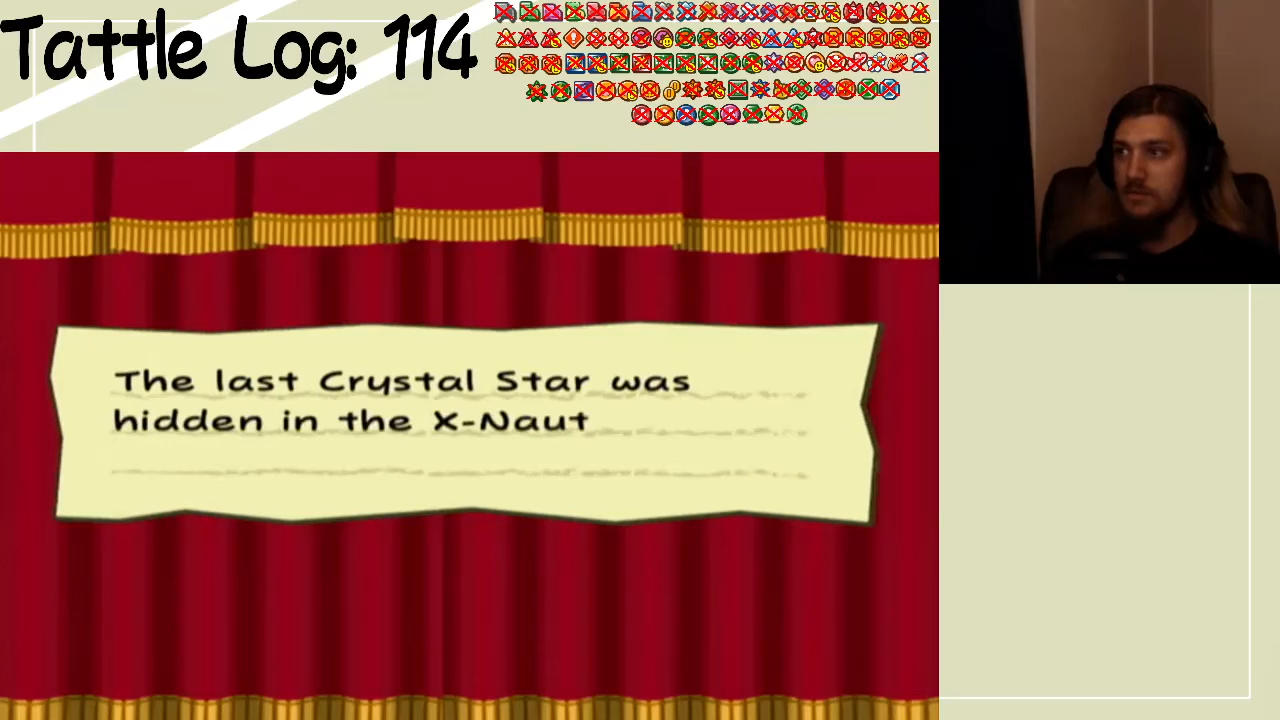 Tattle Log: 114
The last Crystal Star was
hidden in the X-Naut